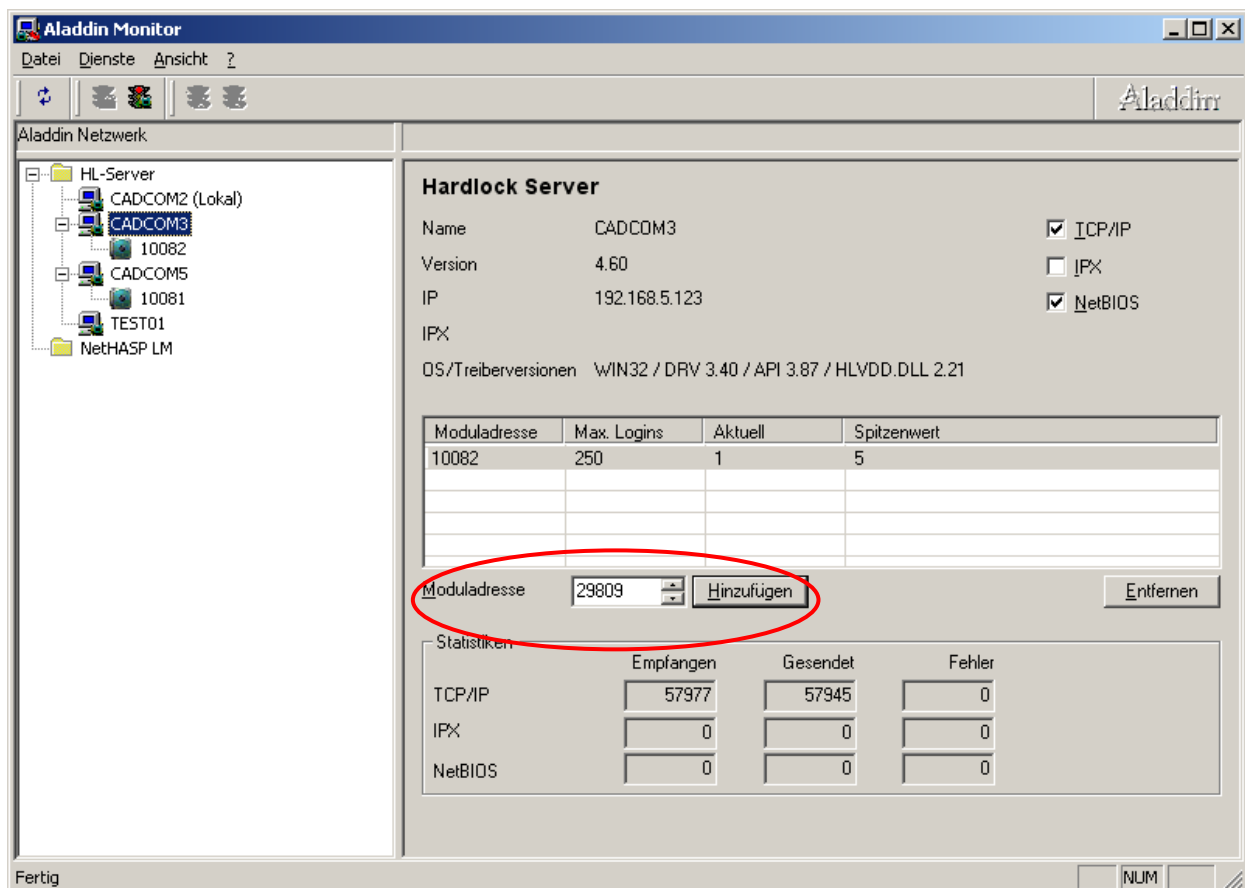 Aladdin Monitor
Datei Dienste Ansicht ?
Aladdin
Aladdin Netzwerk
HL-Server
CADCOM2 (Lokal)
CADCOM3
10082
CADCOM5
10081
TEST01
NetHASP LM
Hardlock Server
Name CADCOM3 TCP/IP
Version 4.60 IPX
IP 192.168.5.123 NetBIOS
IPX
OS/Treiberversionen WIN32 / DRV 3.40 / API 3.87 / HLVDD.DLL 2.21
Moduladresse Max. Logins Aktuell Spitzenwert
10082 250 1 5
Moduladresse 29809 Hinzufügen Entfernen
Statistiken
Empfangen Gesendet Fehler
TCP/IP 57977 57945 0
IPX 0 0 0
NetBIOS 0 0 0
Fertig NUM